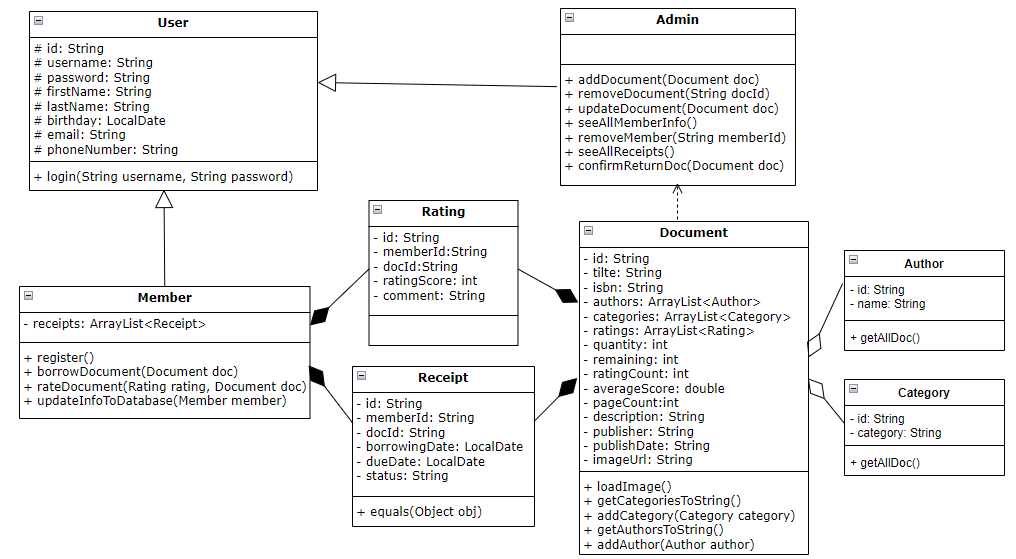 User
# id: String
# username: String
# password: String
# firstName: String
# lastName: String
# birthday: LocalDate
# email: String
# phoneNumber: String
+ login(String username, String password)
Admin
+ addDocument(Document doc)
+ removeDocument(String docId)
+ updateDocument(Document doc)
+ seeAllMemberInfo()
+ removeMember(String memberId)
+ seeAllReceipts()
+ confirmReturnDoc(Document doc)
Rating
- id: String
- memberId:String
- docId:String
- ratingScore: int
- comment: String
Member
- receipts: ArrayList<Receipt>
+ register()
+ borrowDocument(Document doc)
+ rateDocument(Rating rating, Document doc)
+ updateInfoToDatabase(Member member)
Receipt
- id: String
- memberId: String
- docId: String
- borrowingDate: LocalDate
- dueDate: LocalDate
- status: String
+ equals(Object obj)
Document
- id: String
- tilte: String
- isbn: String
- authors: ArrayList<Author>
- categories: ArrayList<Category>
- ratings: ArrayList<Rating>
- quantity: int
- remaining: int
- ratingCount: int
- averageScore: double
- pageCount:int
- description: String
- publisher: String
- publishDate: String
- imageUrl: String
+ loadImage()
+ getCategoriesToString()
+ addCategory(Category category)
+ getAuthorsToString()
+ addAuthor(Author author)
Author
- id: String
- name: String
+ getAllDoc()
Category
- id: String
- category: String
+ getAllDoc()